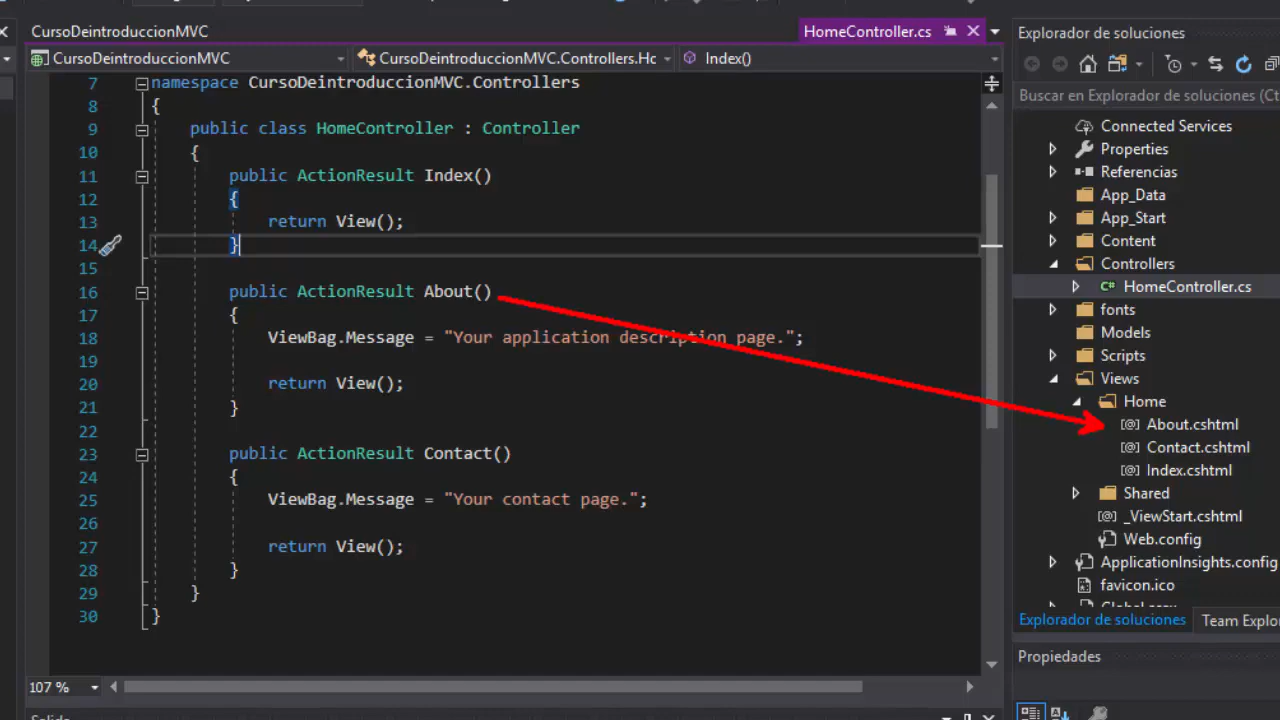 CursoDeintroduccionMVC
HomeController.cs
CursoDeintroduccionMVC
CursoDeintroduccionMVC.Controllers.Hc
Index()
7 namespace CursoDeintroduccionMVC.Controllers
8 {
9 public class HomeController : Controller
10 {
11 public ActionResult Index()
12 {
13 return View();
14 }
15
16 public ActionResult About()
17 {
18 ViewBag.Message = "Your application description page.";
19
20 return View();
21 }
22
23 public ActionResult Contact()
24 {
25 ViewBag.Message = "Your contact page.";
26
27 return View();
28 }
29 }
30 }
107 %
Salida
Explorador de soluciones
Buscar en Explorador de soluciones (Ct
Connected Services
Properties
Referencias
App_Data
App_Start
Content
Controllers
C# HomeController.cs
fonts
Models
Scripts
Views
Home
[@] About.cshtml
[@] Contact.cshtml
[@] Index.cshtml
Shared
[@] _ViewStart.cshtml
Web.config
ApplicationInsights.config
favicon.ico
Explorador de soluciones
Team Explo
Propiedades